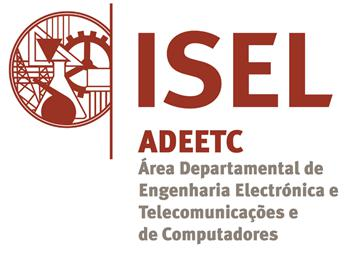 ISEL
ADEETC
Área Departamental de
Engenharia Electrónica e
Telecomunicações e
de Computadores